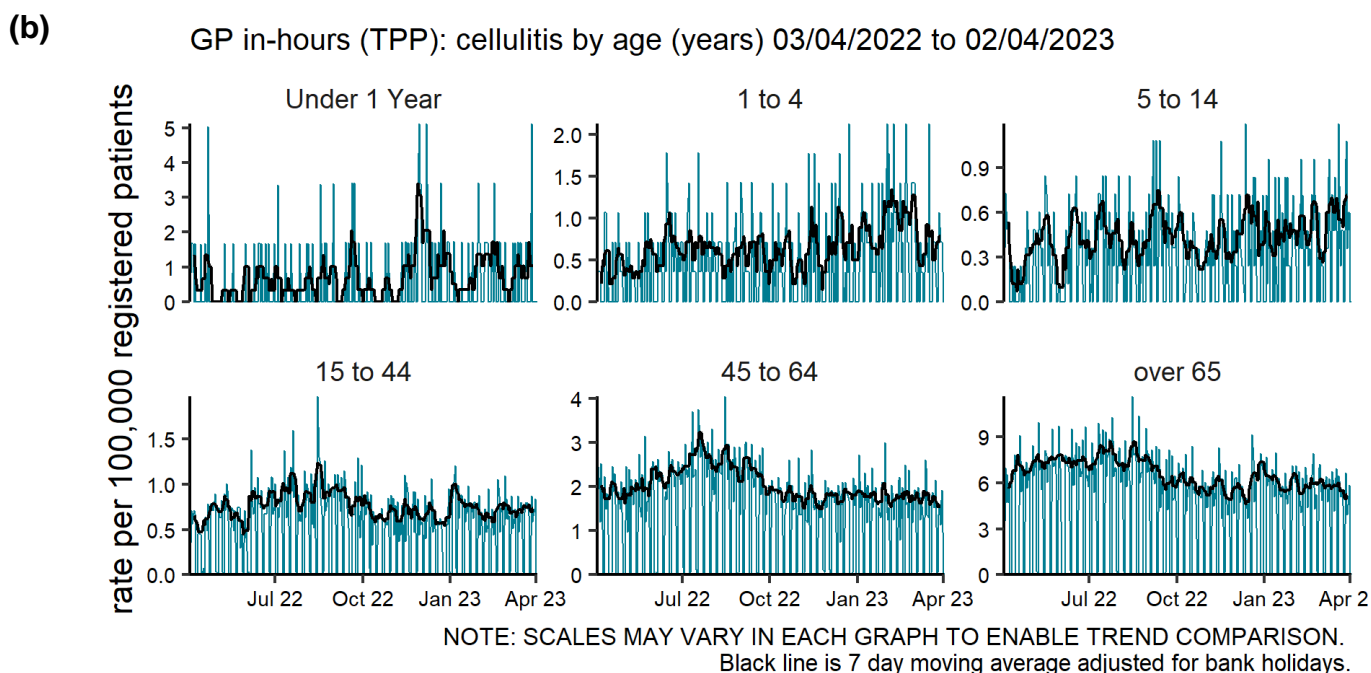 (b)
GP in-hours (TPP): cellulitis by age (years) 03/04/2022 to 02/04/2023
rate per 100,000 registered patients
Under 1 Year
5
4
3
2
1
0
1 to 4
2.0
1.5
1.0
0.5
0.0
5 to 14
0.9
0.6
0.3
0.0
15 to 44
1.5
1.0
0.5
0.0
Jul 22 Oct 22 Jan 23 Apr 23
45 to 64
4
3
2
1
0
Jul 22 Oct 22 Jan 23 Apr 23
over 65
9
6
3
0
Jul 22 Oct 22 Jan 23 Apr 2
NOTE: SCALES MAY VARY IN EACH GRAPH TO ENABLE TREND COMPARISON.
Black line is 7 day moving average adjusted for bank holidays.